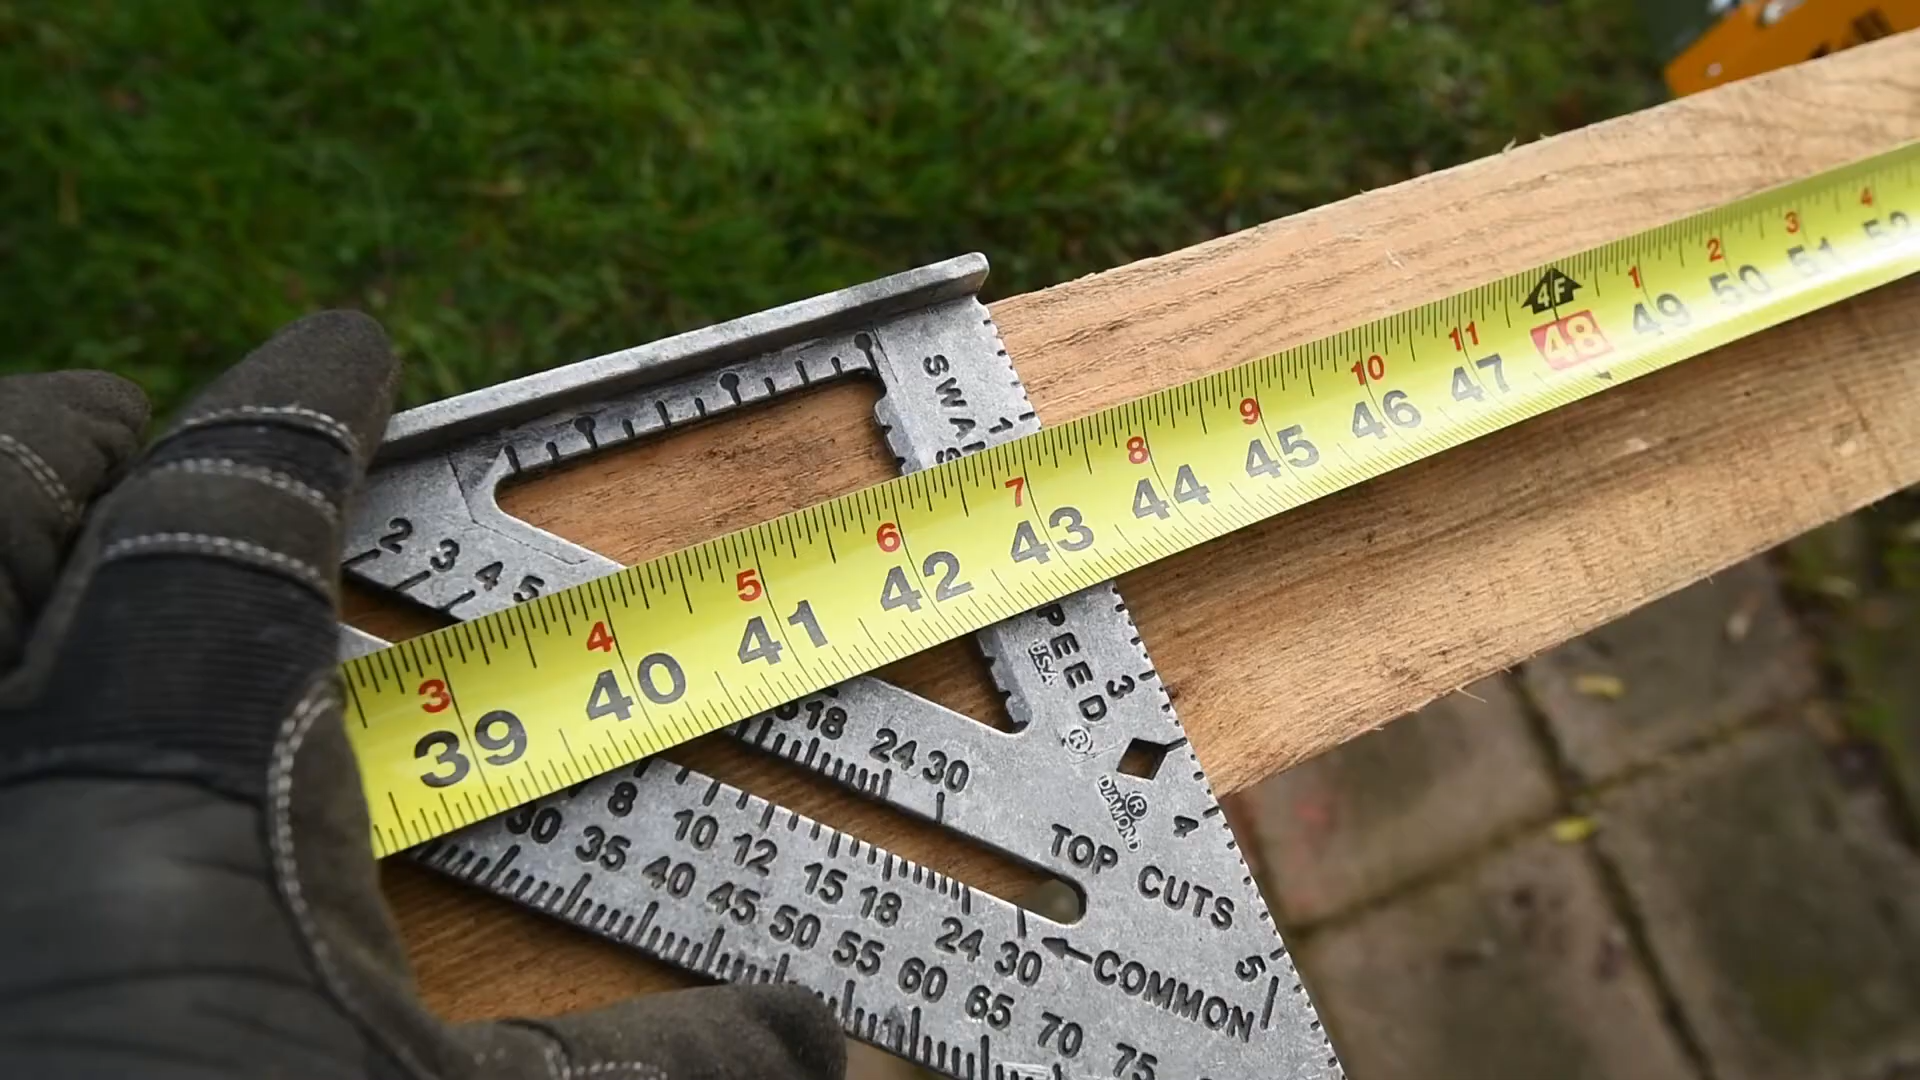 3 4 5 6 7 8 9 10 11 4F 1 2 3 4
39 40 41 42 43 44 45 46 47 48 49 50 51 52
SWA
1
2 3 4 5
PEED®
USA
3
18 24 30
®
DIAMOND
4
TOP CUTS
8 10 12 15 18 24 30
COMMON
5
30 35 40 45 50 55 60 65 70 75